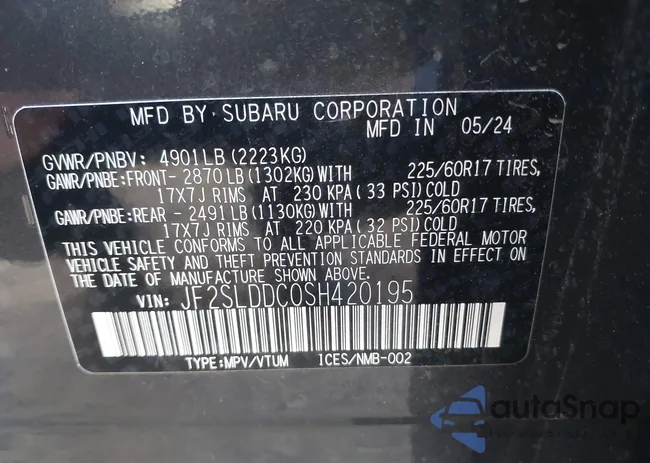 MFD BY. SUBARU CORPORATION
MFD IN 05/24
GVWR/PNBV: 4901LB (2223KG)
GAWR/PNBE:FRONT- 2870LB (1302KG)WITH 225/60R17 TIRES,
17X7J RIMS AT 230 KPA (33 PSI)COLD
GAWR/PNBE:REAR - 2491LB (1130KG)WITH 225/60R17 TIRES,
17X7J RIMS AT 220 KPA (32 PSI)COLD
THIS VEHICLE CONFORMS TO ALL APPLICABLE FEDERAL MOTOR
VEHICLE SAFETY AND THEFT PREVENTION STANDARDS IN EFFECT ON
THE DATE OF MANUFACTURE SHOWN ABOVE.
VIN: JF2SLDDC0SH420195
TYPE:MPV/VTUM ICES/NMB-002
autoSnap